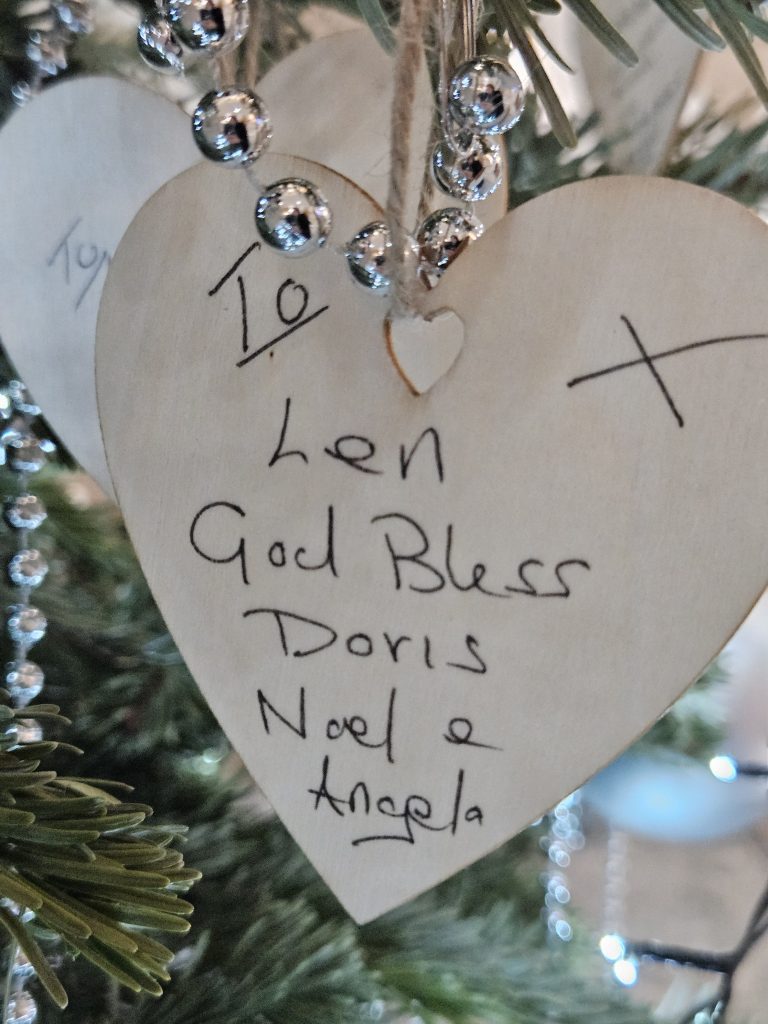 To
X
Len
God Bless
Doris
Noel e
Angela